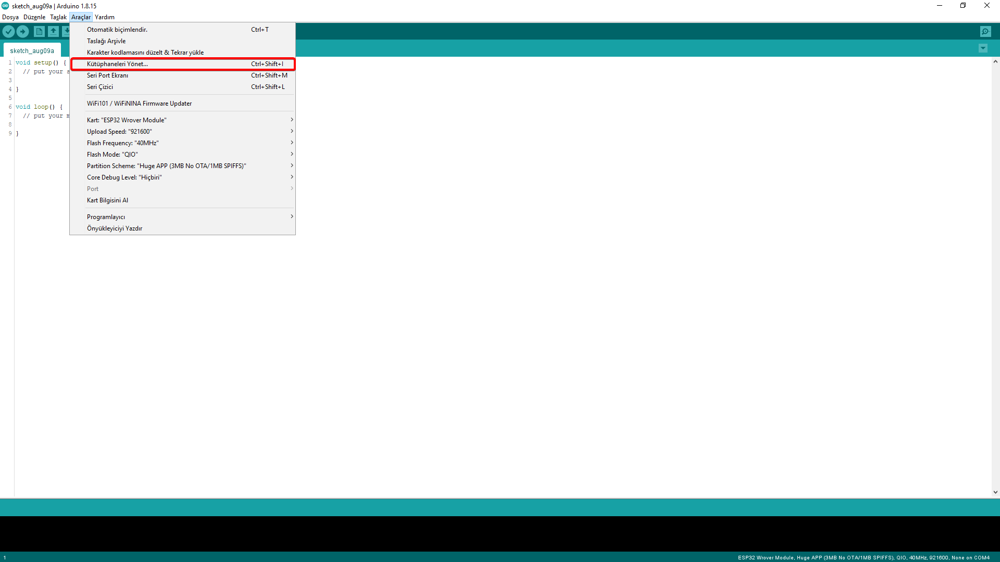 sketch_aug09a | Arduino 1.8.15
Dosya Düzenle Taslak Araçlar Yardım
Otomatik biçimlendir. Ctrl+T
Taslağı Arşivle
Karakter kodlamasını düzelt & Tekrar yükle
Kütüphaneleri Yönet... Ctrl+Shift+I
Seri Port Ekranı Ctrl+Shift+M
Seri Çizici Ctrl+Shift+L
WiFi101 / WiFiNINA Firmware Updater
Kart: "ESP32 Wrover Module"
Upload Speed: "921600"
Flash Frequency: "40MHz"
Flash Mode: "QIO"
Partition Scheme: "Huge APP (3MB No OTA/1MB SPIFFS)"
Core Debug Level: "Hiçbiri"
Port
Kart Bilgisini Al
Programlayıcı
Önyükleyiciyi Yazdır
sketch_aug09a
1 void setup() {
2 // put your s
3
4 }
5
6 void loop() {
7 // put your m
8
9 }
1
ESP32 Wrover Module, Huge APP (3MB No OTA/1MB SPIFFS), QIO, 40MHz, 921600, None on COM4